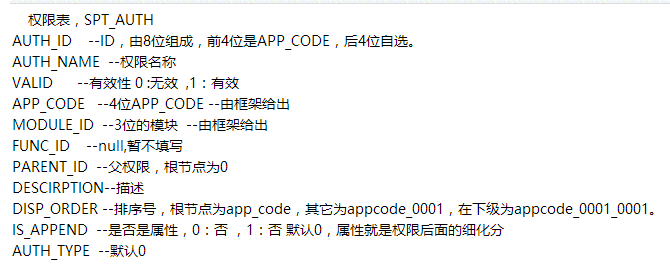 权限表，SPT_AUTH
AUTH_ID --ID，由8位组成，前4位是APP_CODE，后4位自选。
AUTH_NAME --权限名称
VALID --有效性 0 :无效 ,1：有效
APP_CODE --4位APP_CODE --由框架给出
MODULE_ID --3位的模块 --由框架给出
FUNC_ID --null,暂不填写
PARENT_ID --父权限，根节点为0
DESCIRPTION--描述
DISP_ORDER --排序号，根节点为app_code，其它为appcode_0001，在下级为appcode_0001_0001。
IS_APPEND --是否是属性，0：否 ，1：否 默认0，属性就是权限后面的细化分
AUTH_TYPE --默认0